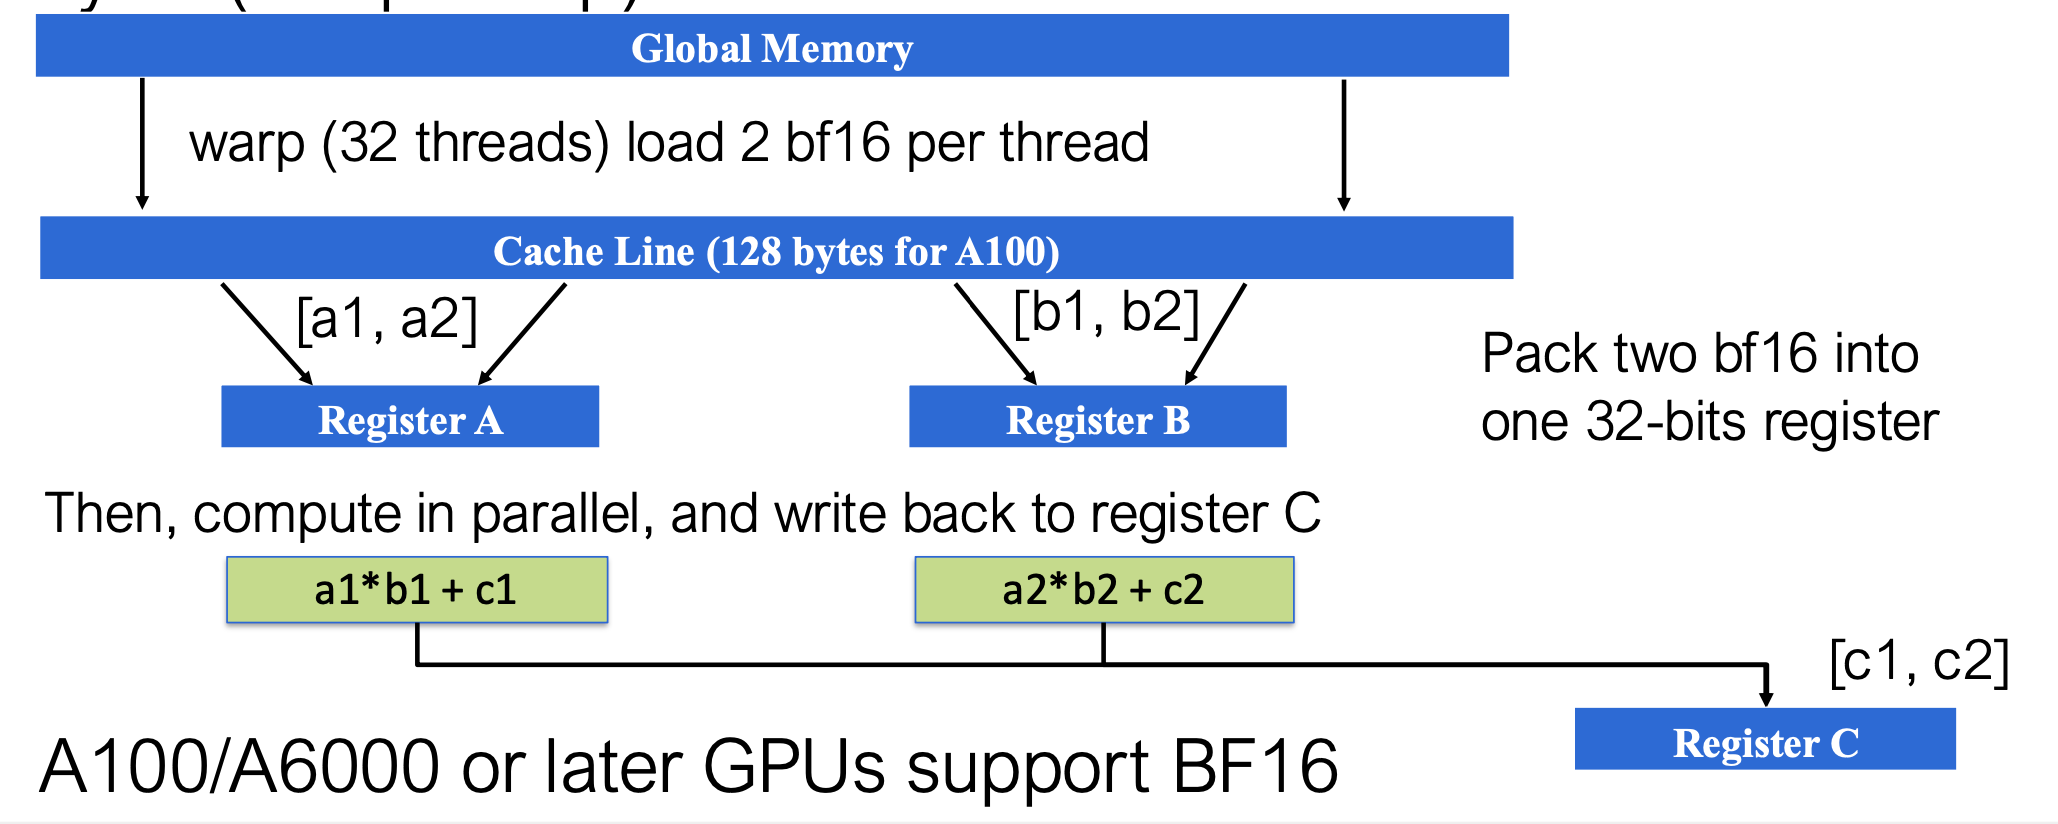 Global Memory
warp (32 threads) load 2 bf16 per thread
Cache Line (128 bytes for A100)
[a1, a2]
[b1, b2]
Pack two bf16 into
one 32-bits register
Register A
Register B
Then, compute in parallel, and write back to register C
a1*b1 + c1
a2*b2 + c2
[c1, c2]
Register C
A100/A6000 or later GPUs support BF16